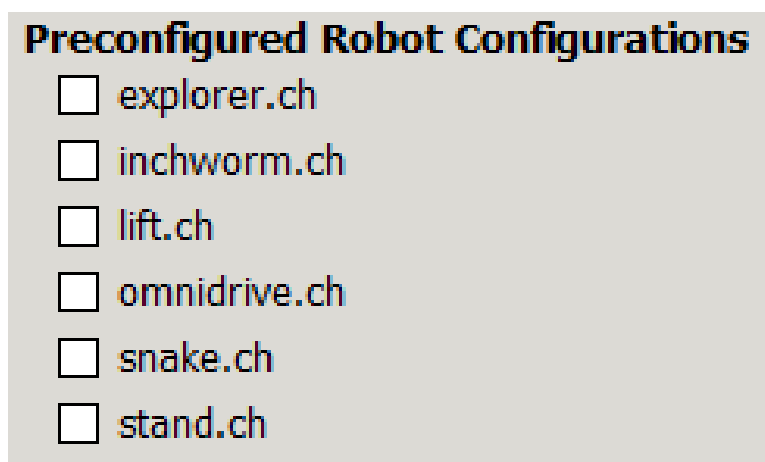 Preconfigured Robot Configurations
explorer.ch
inchworm.ch
lift.ch
omnidrive.ch
snake.ch
stand.ch